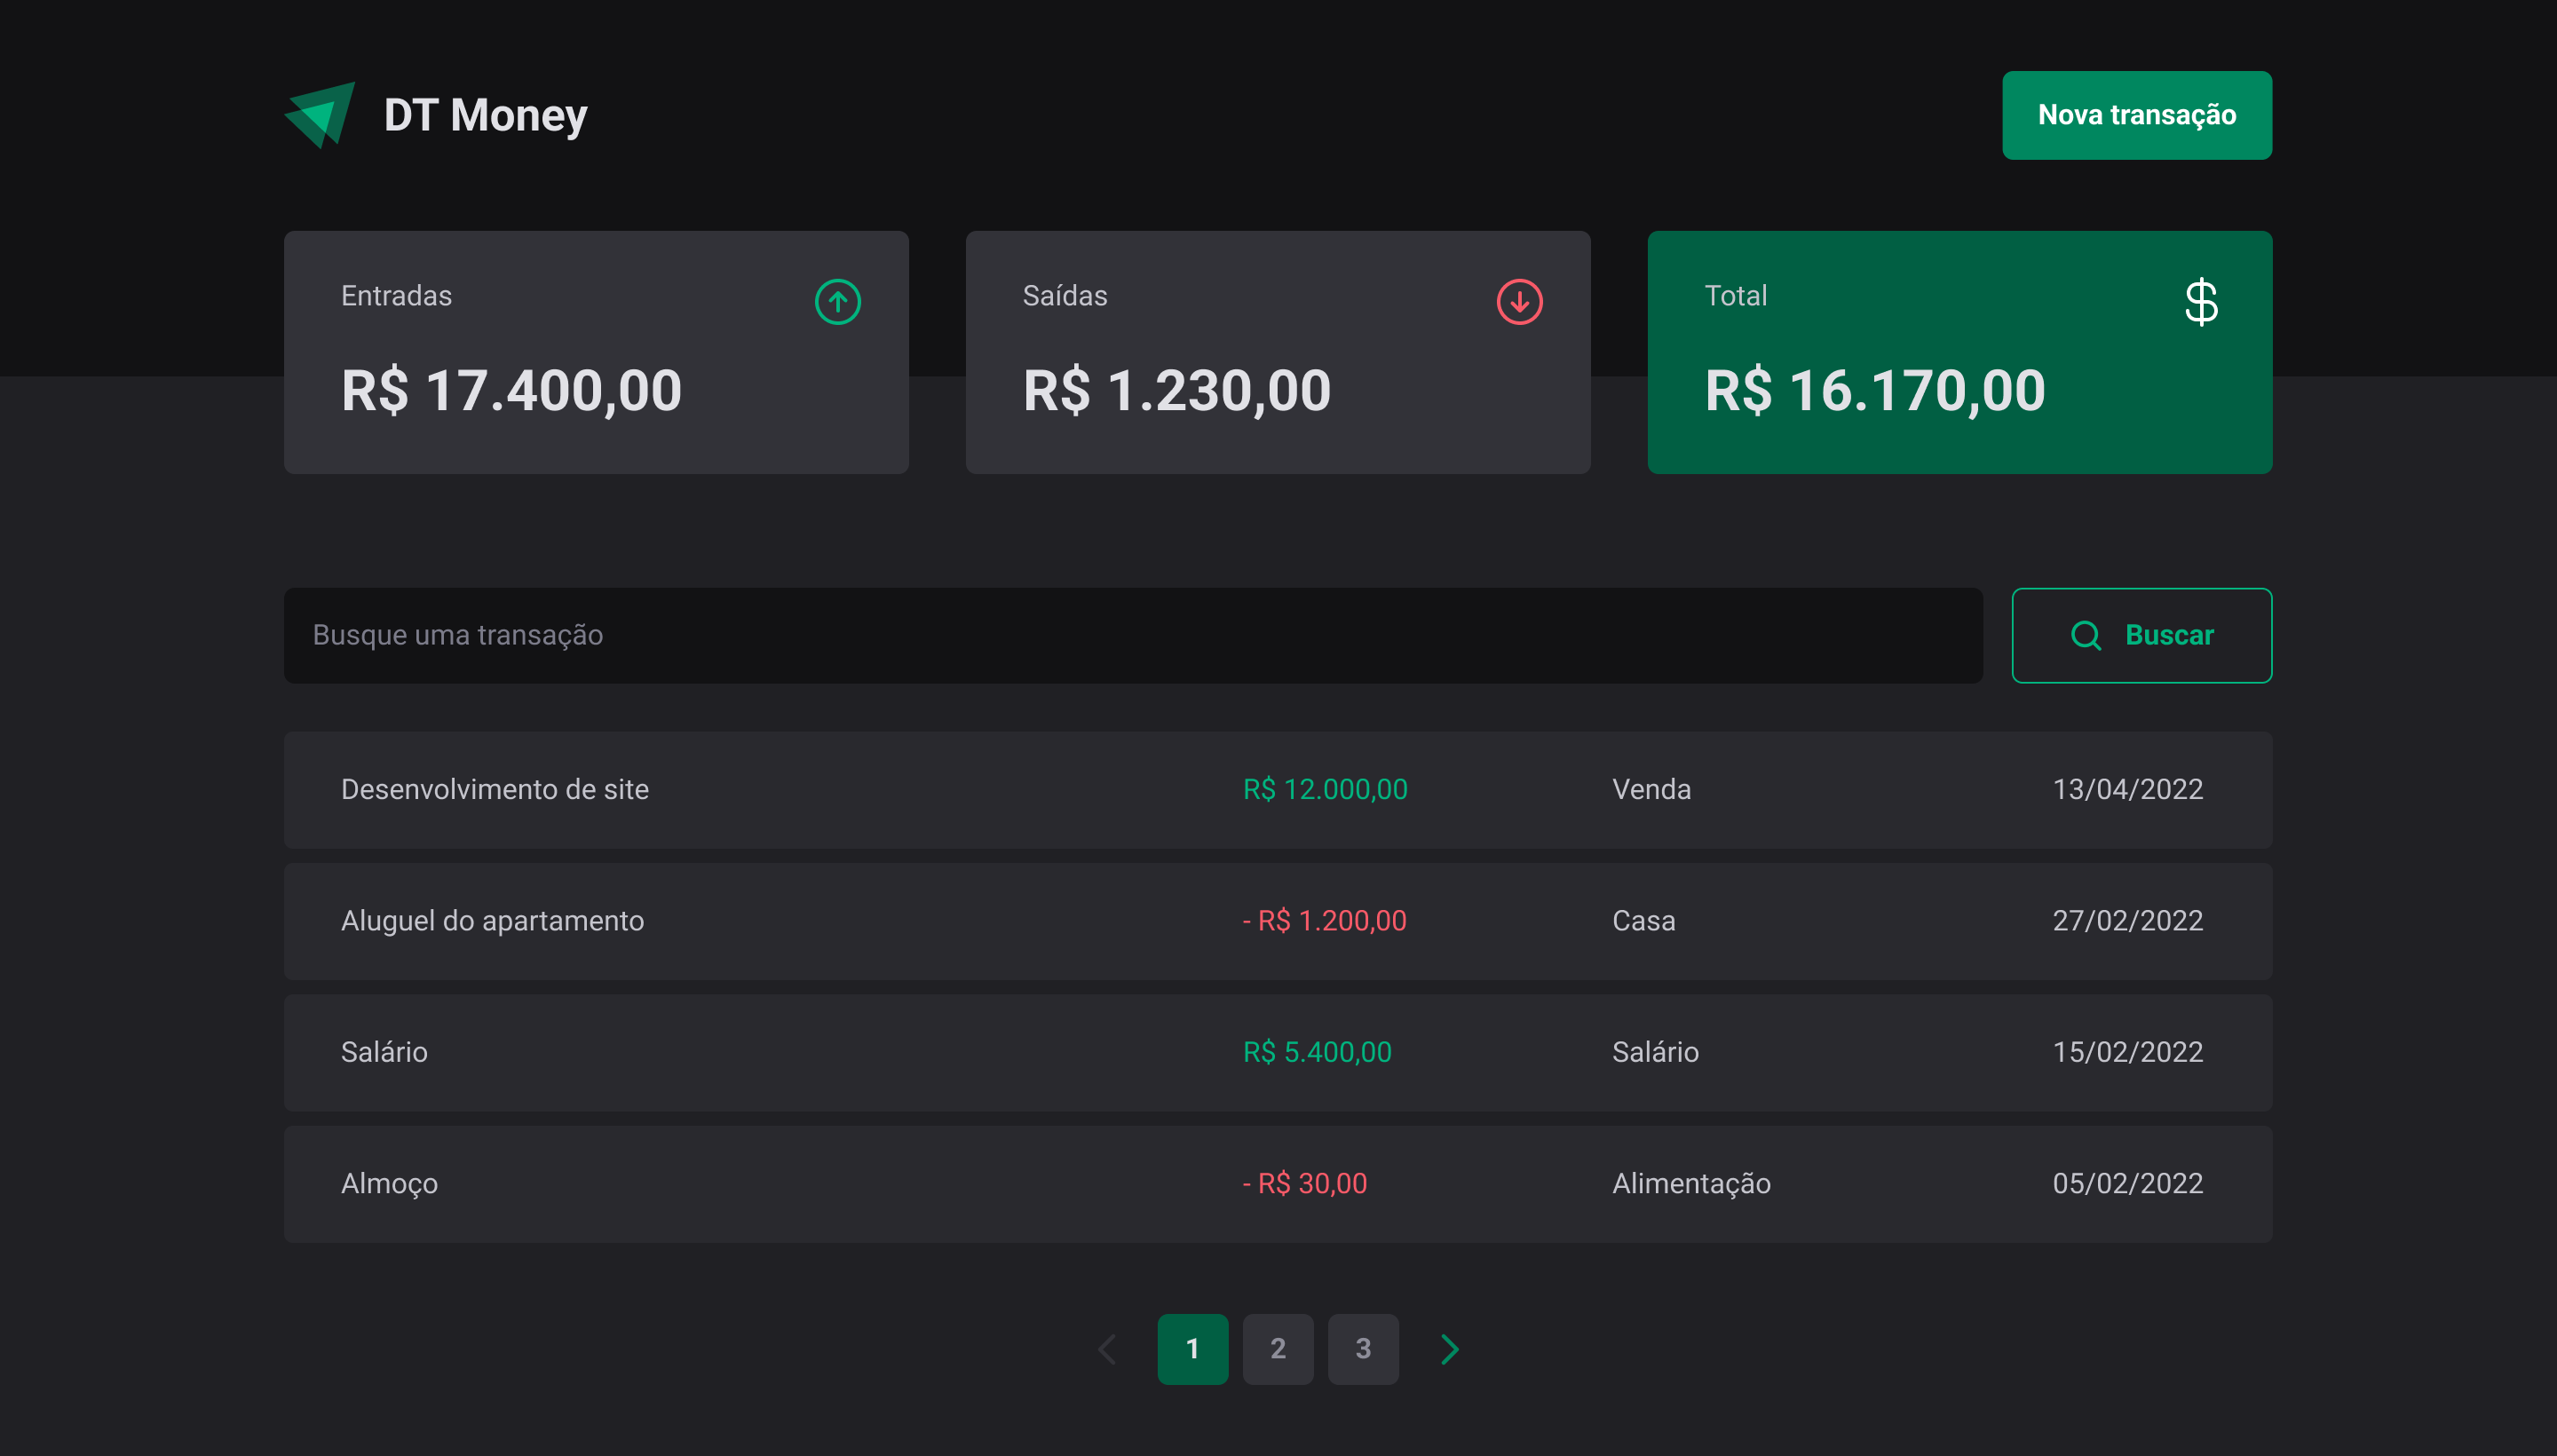 DT Money
Nova transação
Entradas
R$ 17.400,00
Saídas
R$ 1.230,00
Total
$
R$ 16.170,00
Busque uma transação
Buscar
Desenvolvimento de site R$ 12.000,00 Venda 13/04/2022
Aluguel do apartamento - R$ 1.200,00 Casa 27/02/2022
Salário R$ 5.400,00 Salário 15/02/2022
Almoço - R$ 30,00 Alimentação 05/02/2022
1 2 3